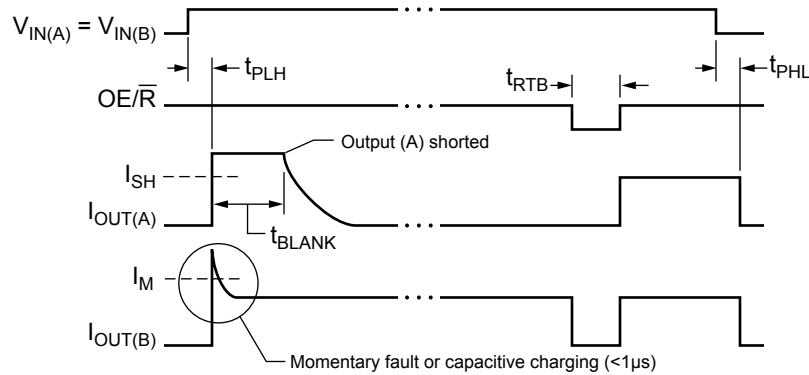 V_IN(A) = V_IN(B)
t_PLH
t_RTB
t_PHL
OE/R̅
Output (A) shorted
I_SH
I_OUT(A)
t_BLANK
I_M
I_OUT(B)
Momentary fault or capacitive charging (<1µs)